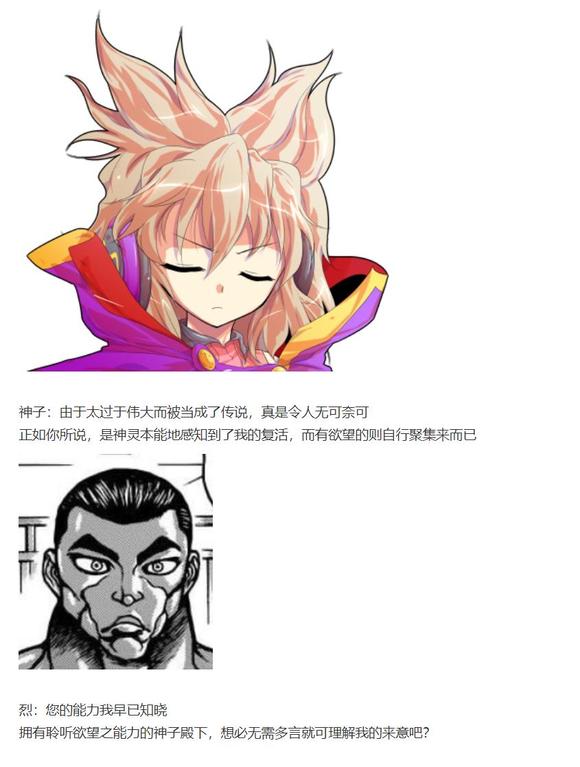 神子：由于太过于伟大而被当成了传说，真是令人无可奈可
正如你所说，是神灵本能地感知到了我的复活，而有欲望的则自行聚集来而已
烈：您的能力我早已知晓
拥有聆听欲望之能力的神子殿下，想必无需多言就可理解我的来意吧？